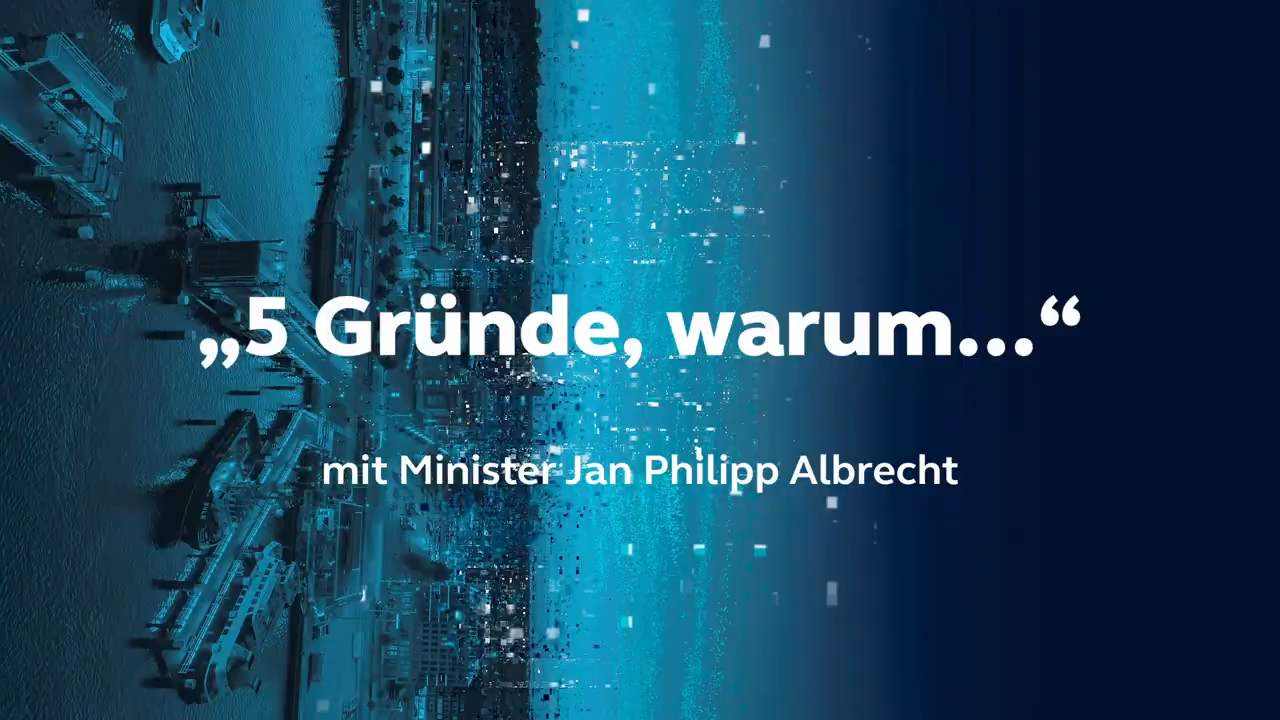 „5 Gründe, warum...“
mit Minister Jan Philipp Albrecht